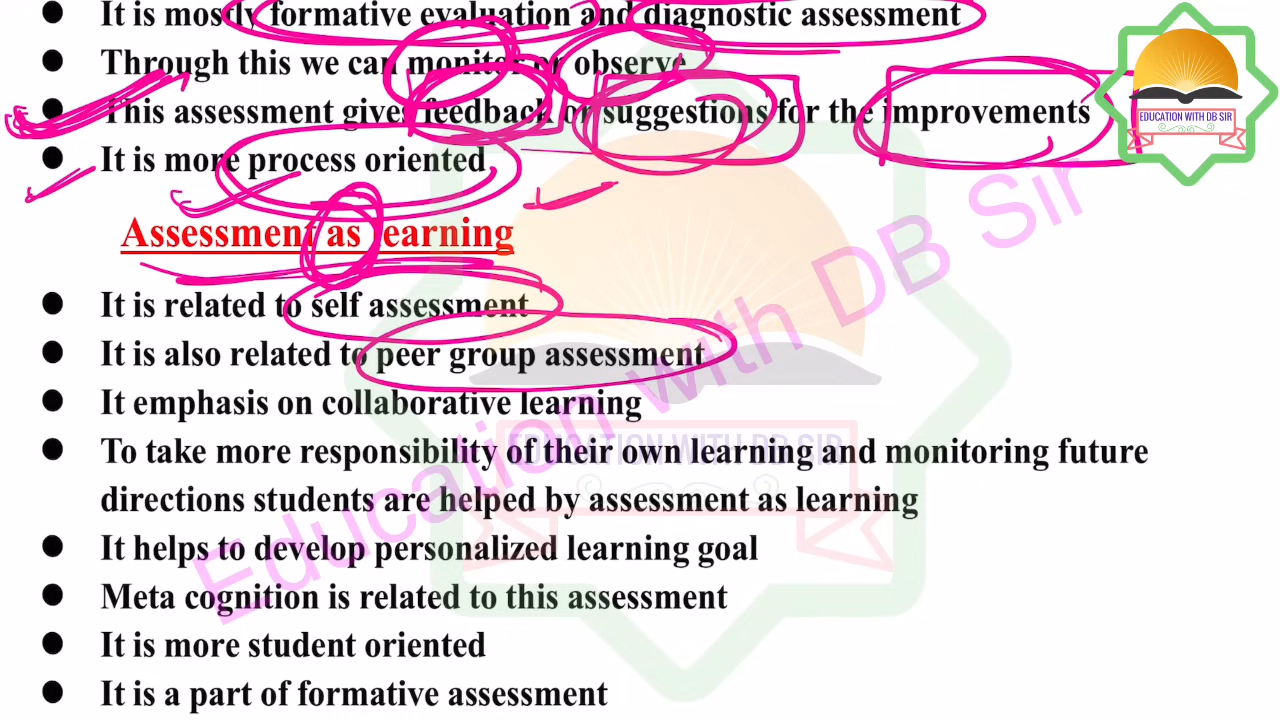 It is mostly formative evaluation and diagnostic assessment
Through this we can monitor or observe
This assessment gives feedback or suggestions for the improvements
It is more process oriented
Assessment as learning
It is related to self assessment
It is also related to peer group assessment
It emphasis on collaborative learning
To take more responsibility of their own learning and monitoring future
directions students are helped by assessment as learning
It helps to develop personalized learning goal
Meta cognition is related to this assessment
It is more student oriented
It is a part of formative assessment
EDUCATION WITH DB SIR
Education with DB Sir
EDUCATION WITH DB SIR